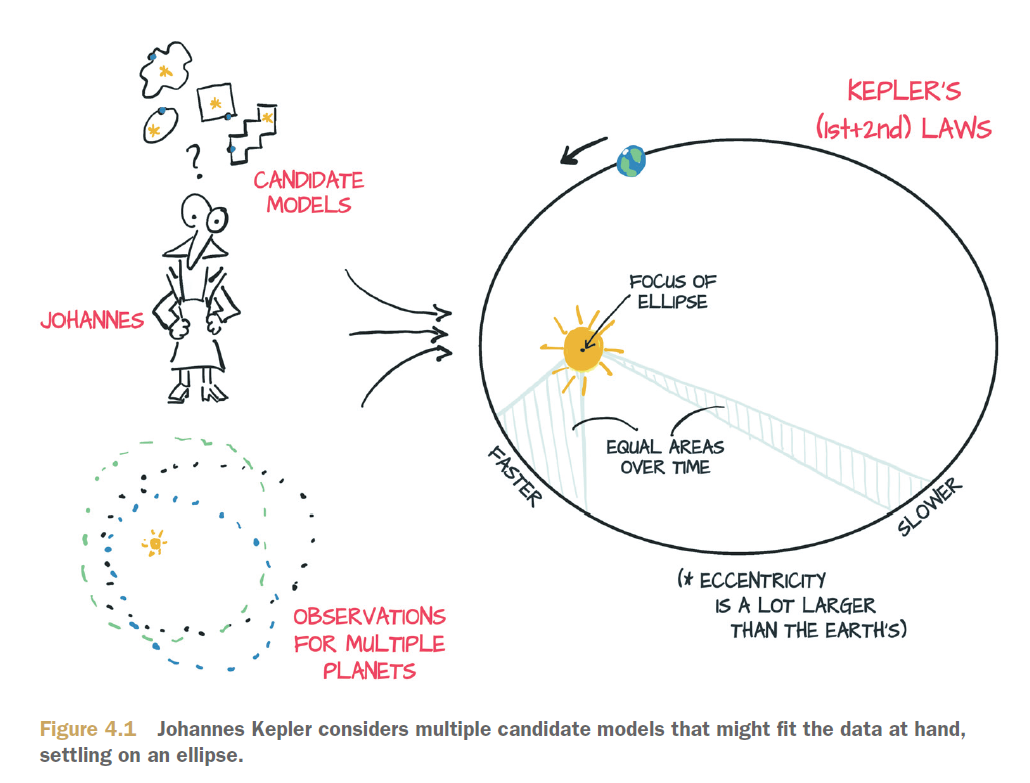 KEPLER'S
(1st+2nd) LAWS
?
CANDIDATE
MODELS
JOHANNES
FOCUS OF
ELLIPSE
EQUAL AREAS
OVER TIME
FASTER
SLOWER
(* ECCENTRICITY
IS A LOT LARGER
THAN THE EARTH'S)
OBSERVATIONS
FOR MULTIPLE
PLANETS
Figure 4.1 Johannes Kepler considers multiple candidate models that might fit the data at hand,
settling on an ellipse.